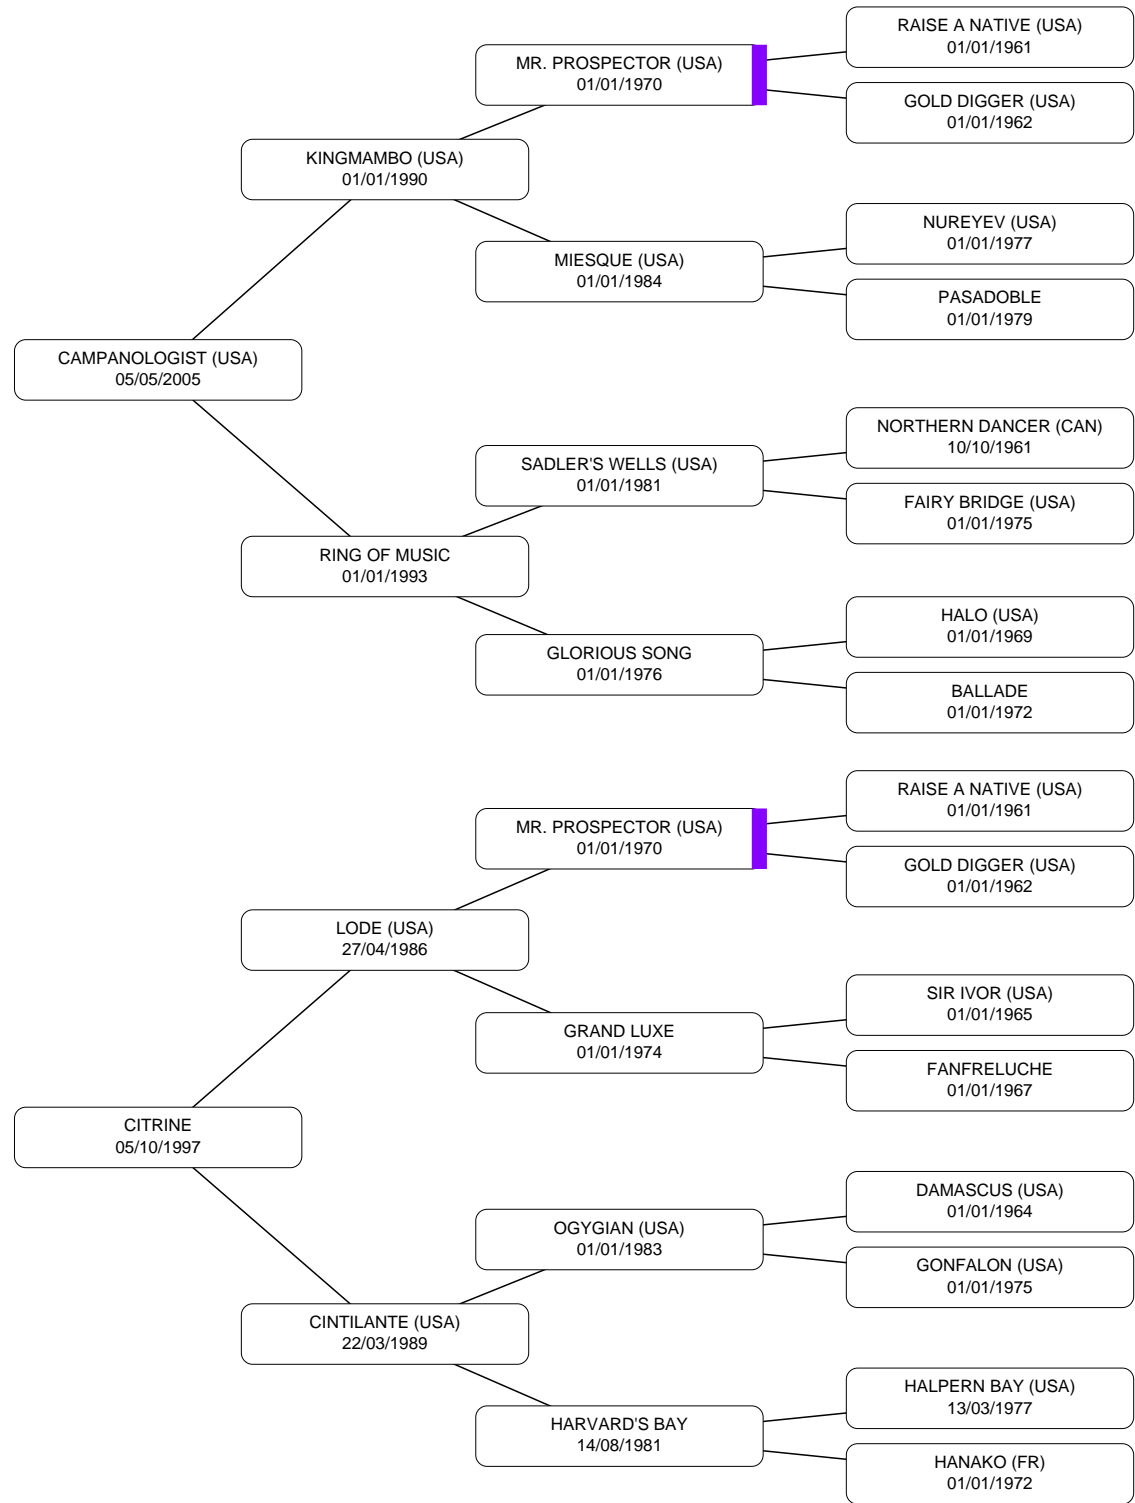 RAISE A NATIVE (USA)
01/01/1961
MR. PROSPECTOR (USA)
01/01/1970
GOLD DIGGER (USA)
01/01/1962
KINGMAMBO (USA)
01/01/1990
NUREYEV (USA)
01/01/1977
MIESQUE (USA)
01/01/1984
PASADOBLE
01/01/1979
CAMPANOLOGIST (USA)
05/05/2005
NORTHERN DANCER (CAN)
10/10/1961
SADLER'S WELLS (USA)
01/01/1981
FAIRY BRIDGE (USA)
01/01/1975
RING OF MUSIC
01/01/1993
HALO (USA)
01/01/1969
GLORIOUS SONG
01/01/1976
BALLADE
01/01/1972
RAISE A NATIVE (USA)
01/01/1961
MR. PROSPECTOR (USA)
01/01/1970
GOLD DIGGER (USA)
01/01/1962
LODE (USA)
27/04/1986
SIR IVOR (USA)
01/01/1965
GRAND LUXE
01/01/1974
FANFRELUCHE
01/01/1967
CITRINE
05/10/1997
DAMASCUS (USA)
01/01/1964
OGYGIAN (USA)
01/01/1983
GONFALON (USA)
01/01/1975
CINTILANTE (USA)
22/03/1989
HALPERN BAY (USA)
13/03/1977
HARVARD'S BAY
14/08/1981
HANAKO (FR)
01/01/1972